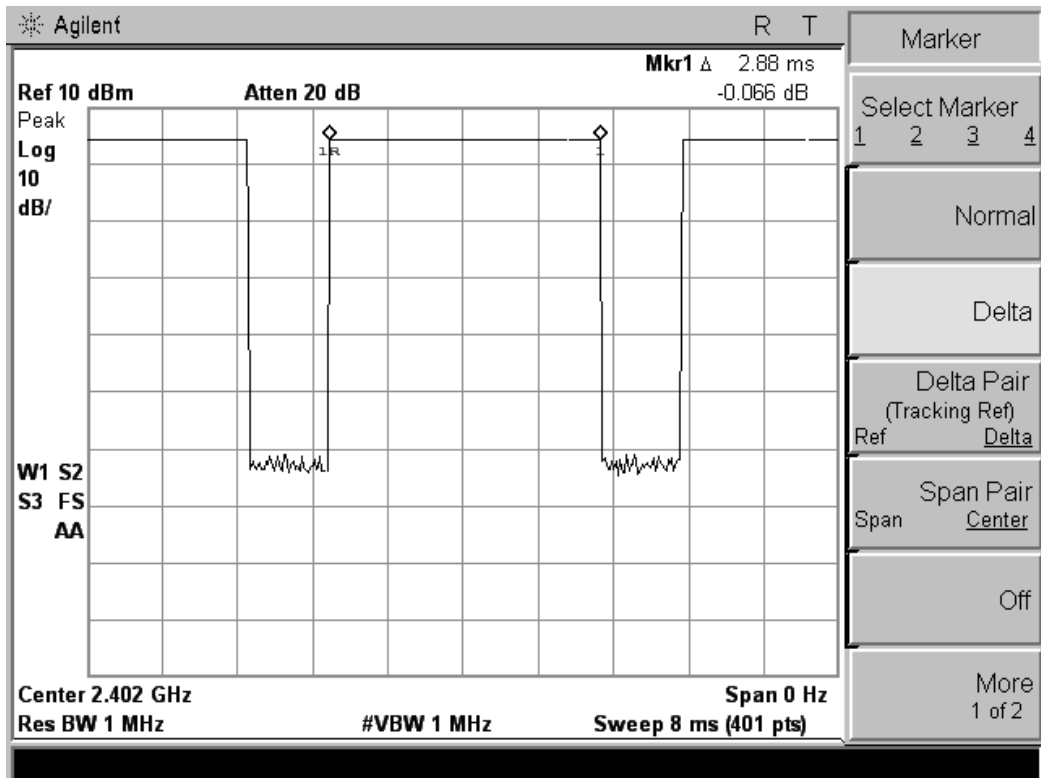 Agilent R T
Mkr1 Δ 2.88 ms
Ref 10 dBm Atten 20 dB -0.066 dB
Peak
Log
10
dB/
1R
1
W1 S2
S3 FS
AA
Center 2.402 GHz Span 0 Hz
Res BW 1 MHz #VBW 1 MHz Sweep 8 ms (401 pts)
Marker
Select Marker
1 2 3 4
Normal
Delta
Delta Pair
(Tracking Ref)
Ref Delta
Span Pair
Span Center
Off
More
1 of 2